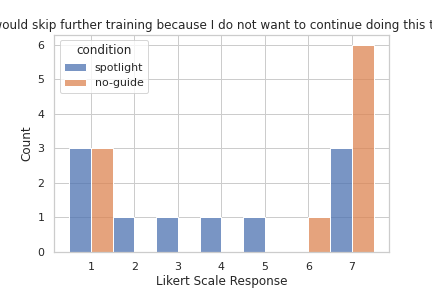 would skip further training because I do not want to continue doing this t
condition
spotlight
no-guide
6
5
4
3
2
1
0
Count
1 2 3 4 5 6 7
Likert Scale Response